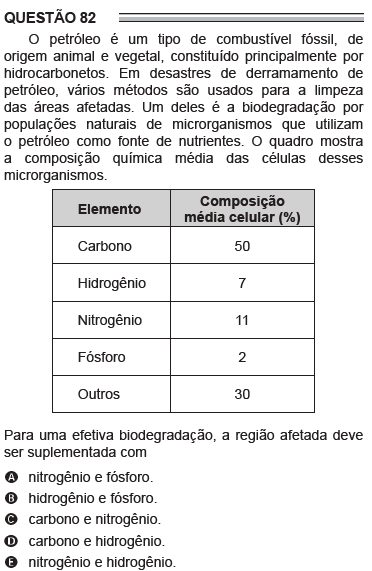 QUESTÃO 82
O petróleo é um tipo de combustível fóssil, de
origem animal e vegetal, constituído principalmente por
hidrocarbonetos. Em desastres de derramamento de
petróleo, vários métodos são usados para a limpeza
das áreas afetadas. Um deles é a biodegradação por
populações naturais de microrganismos que utilizam
o petróleo como fonte de nutrientes. O quadro mostra
a composição química média das células desses
microrganismos.
Elemento Composição média celular (%)
Carbono 50
Hidrogênio 7
Nitrogênio 11
Fósforo 2
Outros 30
Para uma efetiva biodegradação, a região afetada deve
ser suplementada com
A nitrogênio e fósforo.
B hidrogênio e fósforo.
C carbono e nitrogênio.
D carbono e hidrogênio.
E nitrogênio e hidrogênio.